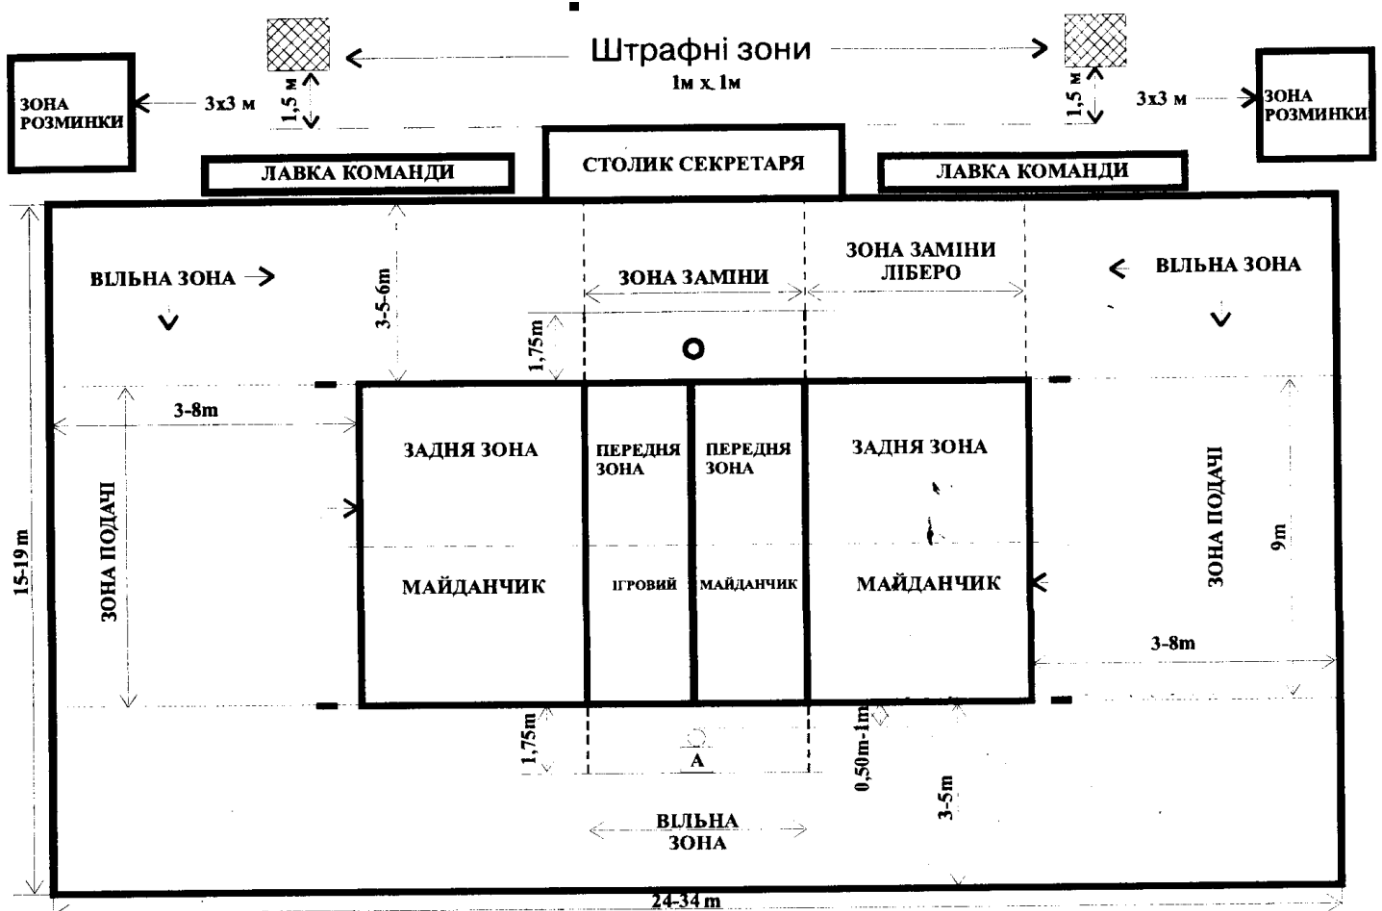 Штрафні зони
1м х 1м
ЗОНА
РОЗМИНКИ
3х3 м
1,5 м
1,5 м
3х3 м
ЗОНА
РОЗМИНКИ
ЛАВКА КОМАНДИ
СТОЛИК СЕКРЕТАРЯ
ЛАВКА КОМАНДИ
ВІЛЬНА ЗОНА
3-5-6m
ЗОНА ЗАМІНИ
ЗОНА ЗАМІНИ
ЛІБЕРО
ВІЛЬНА ЗОНА
1,75m
3-8m
ЗАДНЯ ЗОНА
ПЕРЕДНЯ
ЗОНА
ПЕРЕДНЯ
ЗОНА
ЗАДНЯ ЗОНА
15-19 m
ЗОНА ПОДАЧІ
ЗОНА ПОДАЧІ
9m
МАЙДАНЧИК
ІГРОВИЙ
МАЙДАНЧИК
МАЙДАНЧИК
3-8m
1,75m
А
0,50m-1m
3-5m
ВІЛЬНА
ЗОНА
24-34 m